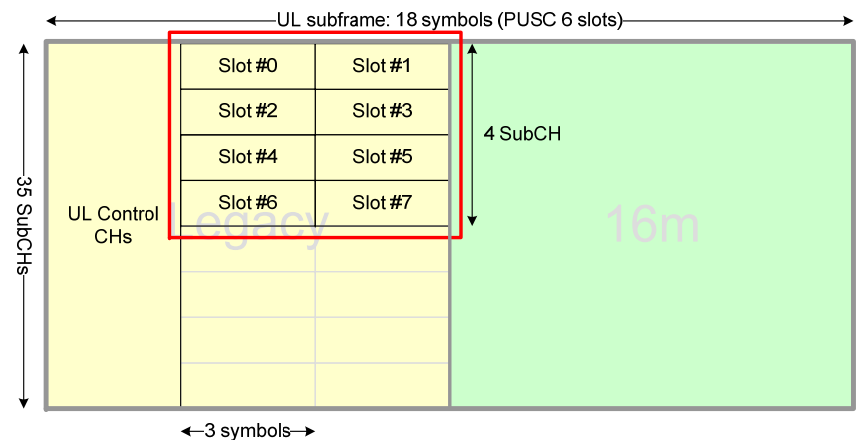 UL subframe: 18 symbols (PUSC 6 slots)
Slot #0
Slot #1
Slot #2
Slot #3
4 SubCH
Slot #4
Slot #5
35 SubCHs
UL Control
CHs
Slot #6
Slot #7
Legacy
16m
3 symbols